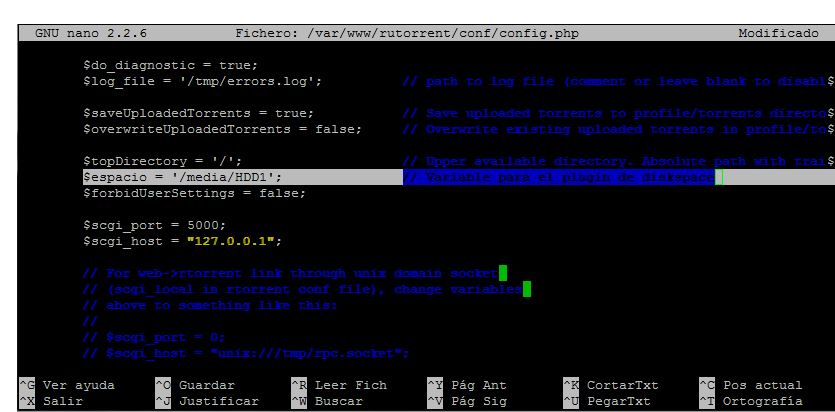 GNU nano 2.2.6 Fichero: /var/www/rutorrent/conf/config.php Modificado
$do_diagnostic = true;
$log_file = '/tmp/errors.log'; // path to log file (comment or leave blank to disabl$
$saveUploadedTorrents = true; // Save uploaded torrents to profile/torrents directo$
$overwriteUploadedTorrents = false; // Overwrite existing uploaded torrents in profile/to$
$topDirectory = '/'; // Upper available directory. Absolute path with trai$
$espacio = '/media/HDD1'; // Variable para el plugin de diskspace
$forbidUserSettings = false;
$scgi_port = 5000;
$scgi_host = "127.0.0.1";
// For web->rtorrent link through unix domain socket
// (scgi_local in rtorrent conf file), change variables
// above to something like this:
//
// $scgi_port = 0;
// $scgi_host = "unix:///tmp/rpc.socket";
^G Ver ayuda ^O Guardar ^R Leer Fich ^Y Pág Ant ^K CortarTxt ^C Pos actual
^X Salir ^J Justificar ^W Buscar ^V Pág Sig ^U PegarTxt ^T Ortografía